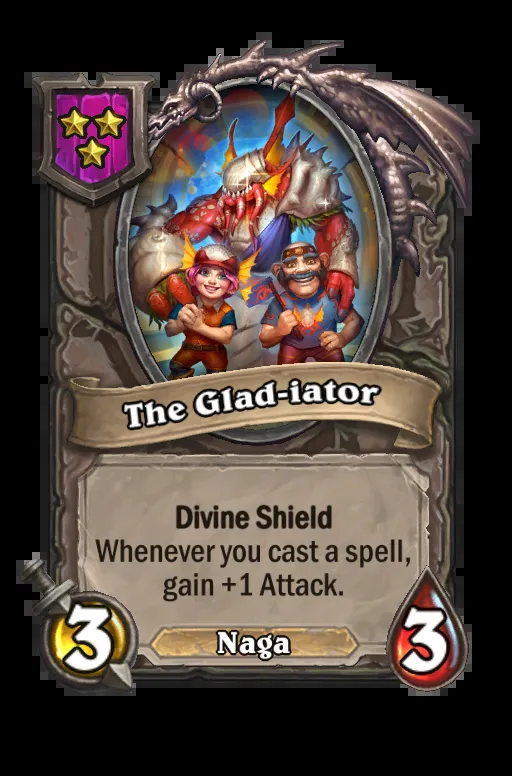 The Glad-iator
Divine Shield
Whenever you cast a spell,
gain +1 Attack.
3
Naga
3